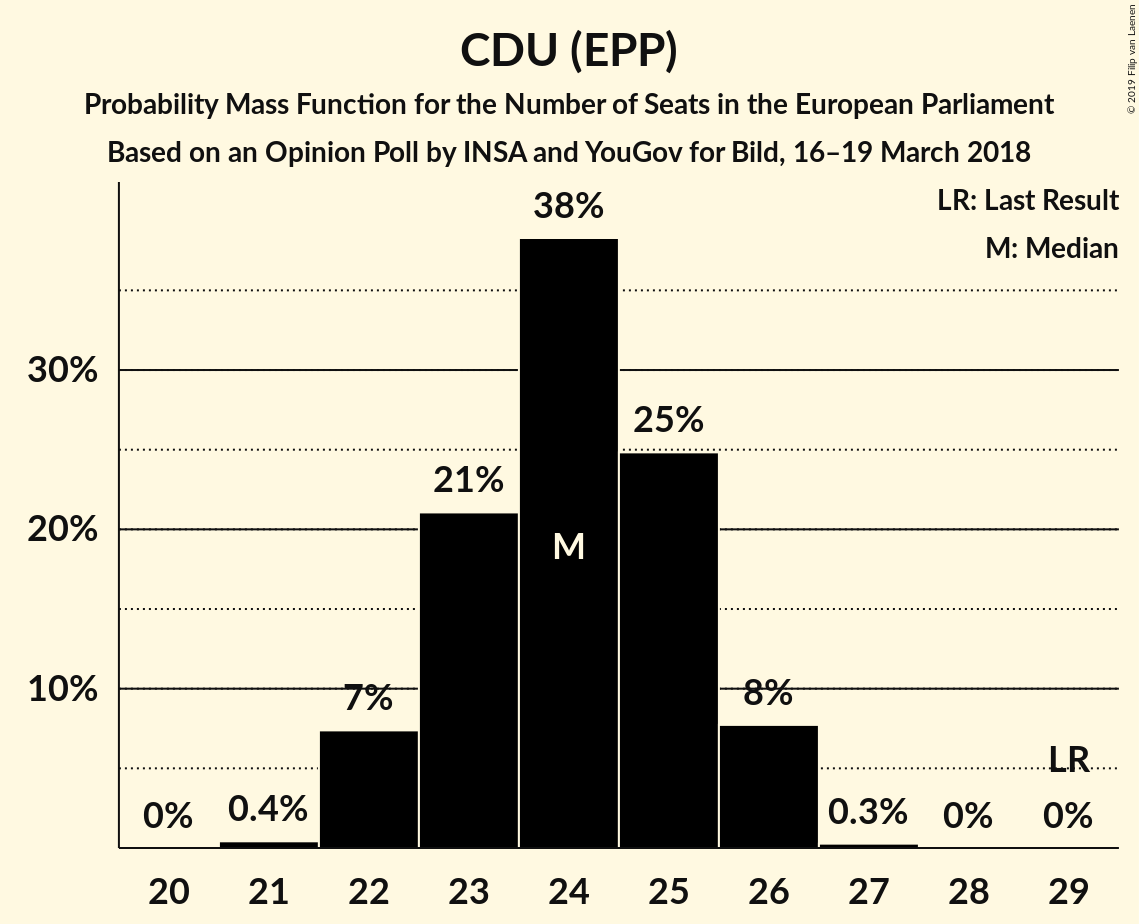 © 2019 Filip van Laenen
CDU (EPP)
Probability Mass Function for the Number of Seats in the European Parliament
Based on an Opinion Poll by INSA and YouGov for Bild, 16–19 March 2018
LR: Last Result
M: Median
38%
30%
25%
21%
20%
M
10%
7%
8%
LR
0%
0.4%
0.3%
0%
0%
20 21 22 23 24 25 26 27 28 29